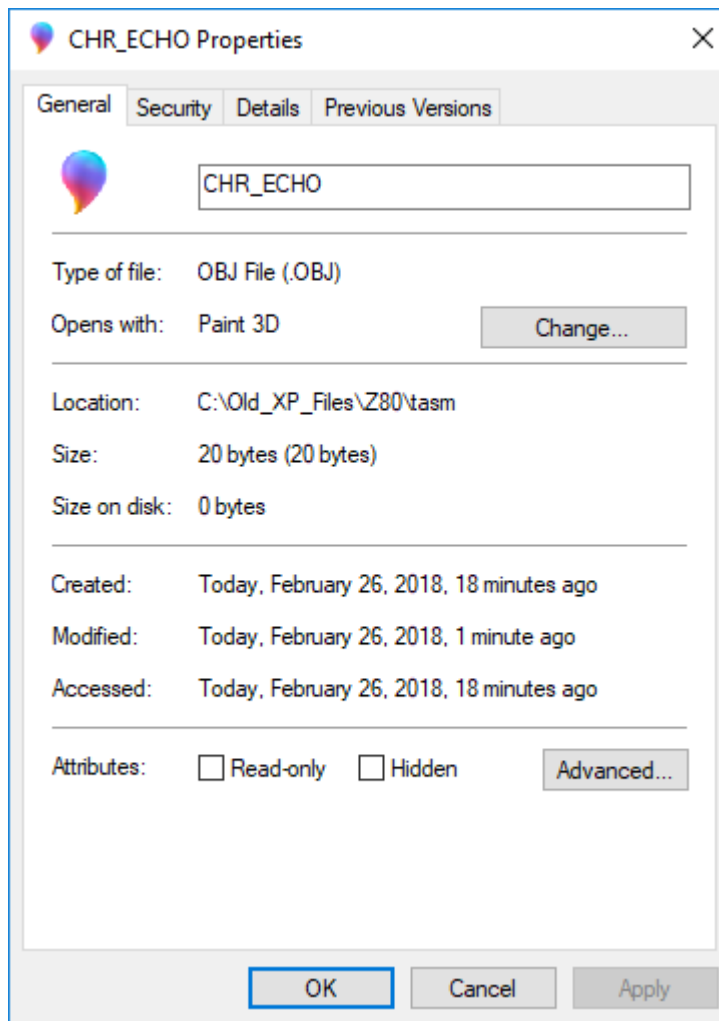 CHR_ECHO Properties
General Security Details Previous Versions
CHR_ECHO
Type of file: OBJ File (.OBJ)
Opens with: Paint 3D Change...
Location: C:\Old_XP_Files\Z80\tasm
Size: 20 bytes (20 bytes)
Size on disk: 0 bytes
Created: Today, February 26, 2018, 18 minutes ago
Modified: Today, February 26, 2018, 1 minute ago
Accessed: Today, February 26, 2018, 18 minutes ago
Attributes: Read-only Hidden Advanced...
OK Cancel Apply